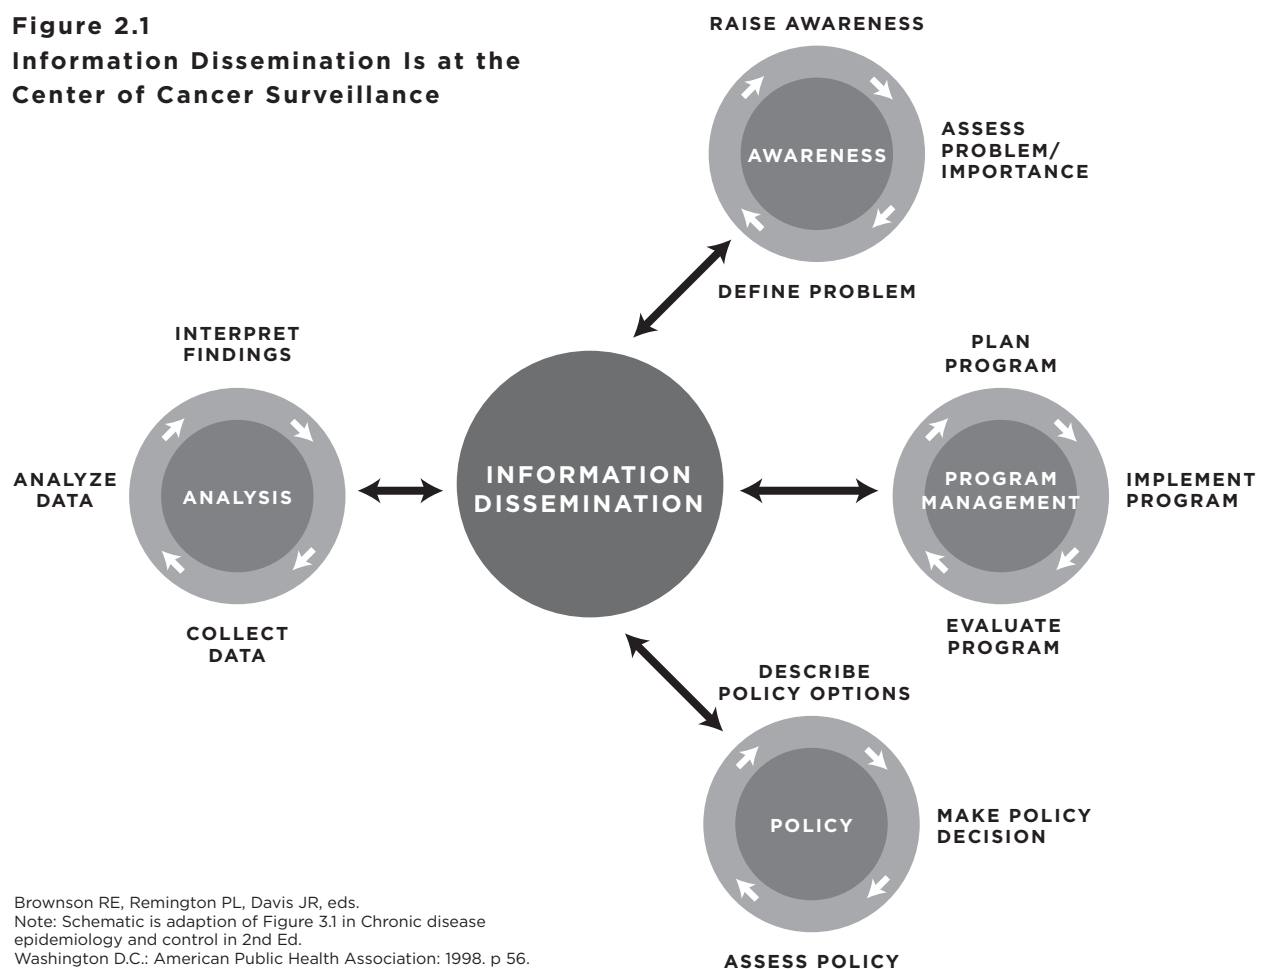 Figure 2.1
Information Dissemination Is at the
Center of Cancer Surveillance
RAISE AWARENESS
AWARENESS
ASSESS
PROBLEM/
IMPORTANCE
DEFINE PROBLEM
INTERPRET
FINDINGS
ANALYZE
DATA
ANALYSIS
COLLECT
DATA
INFORMATION
DISSEMINATION
PLAN
PROGRAM
PROGRAM
MANAGEMENT
IMPLEMENT
PROGRAM
EVALUATE
PROGRAM
DESCRIBE
POLICY OPTIONS
POLICY
MAKE POLICY
DECISION
ASSESS POLICY
Brownson RE, Remington PL, Davis JR, eds.
Note: Schematic is adaption of Figure 3.1 in Chronic disease
epidemiology and control in 2nd Ed.
Washington D.C.: American Public Health Association: 1998. p 56.